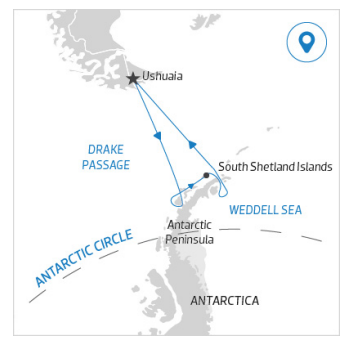 Ushuaia
DRAKE
PASSAGE
South Shetland Islands
WEDDELL SEA
Antarctic
Peninsula
ANTARCTIC CIRCLE
ANTARCTICA